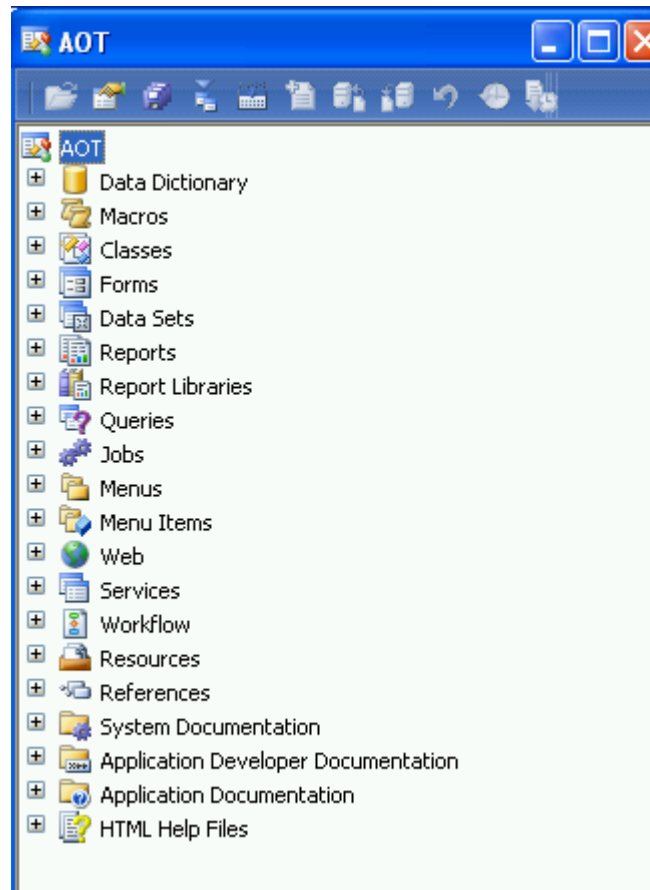 AOT
AOT
Data Dictionary
Macros
Classes
Forms
Data Sets
Reports
Report Libraries
Queries
Jobs
Menus
Menu Items
Web
Services
Workflow
Resources
References
System Documentation
Application Developer Documentation
Application Documentation
HTML Help Files